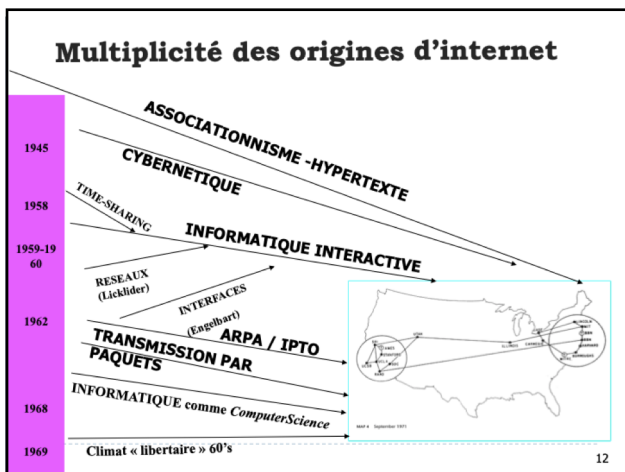 Multiplicité des origines d'internet
ASSOCIATIONNISME -HYPERTEXTE
1945
CYBERNETIQUE
1958
TIME-SHARING
1959-19
60
INFORMATIQUE INTERACTIVE
RESEAUX
(Licklider)
INTERFACES
(Engelbart)
1962
ARPA / IPTO
TRANSMISSION PAR
PAQUETS
INFORMATIQUE comme ComputerScience
1968
1969
Climat « libertaire » 60's
MAP 4 September 1971
12